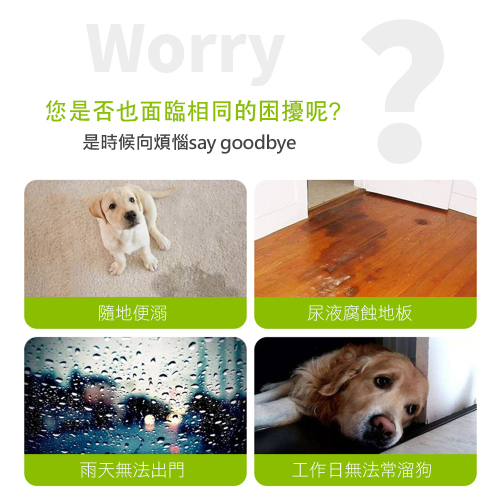 Worry
?
您是否也面臨相同的困擾呢?
是時候向煩惱say goodbye
隨地便溺
尿液腐蝕地板
雨天無法出門
工作日無法常溜狗